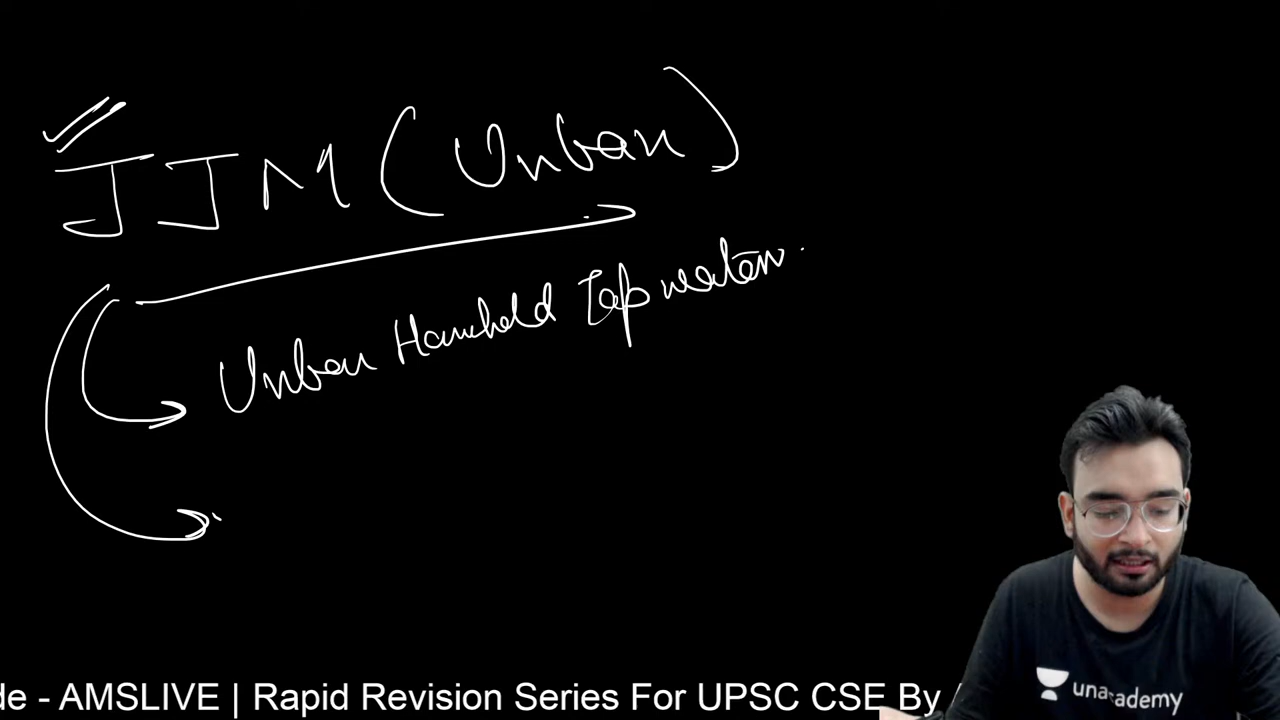 JJM (Urban)
Urban Household Tap water.
unacademy
de - AMSLIVE | Rapid Revision Series For UPSC CSE By